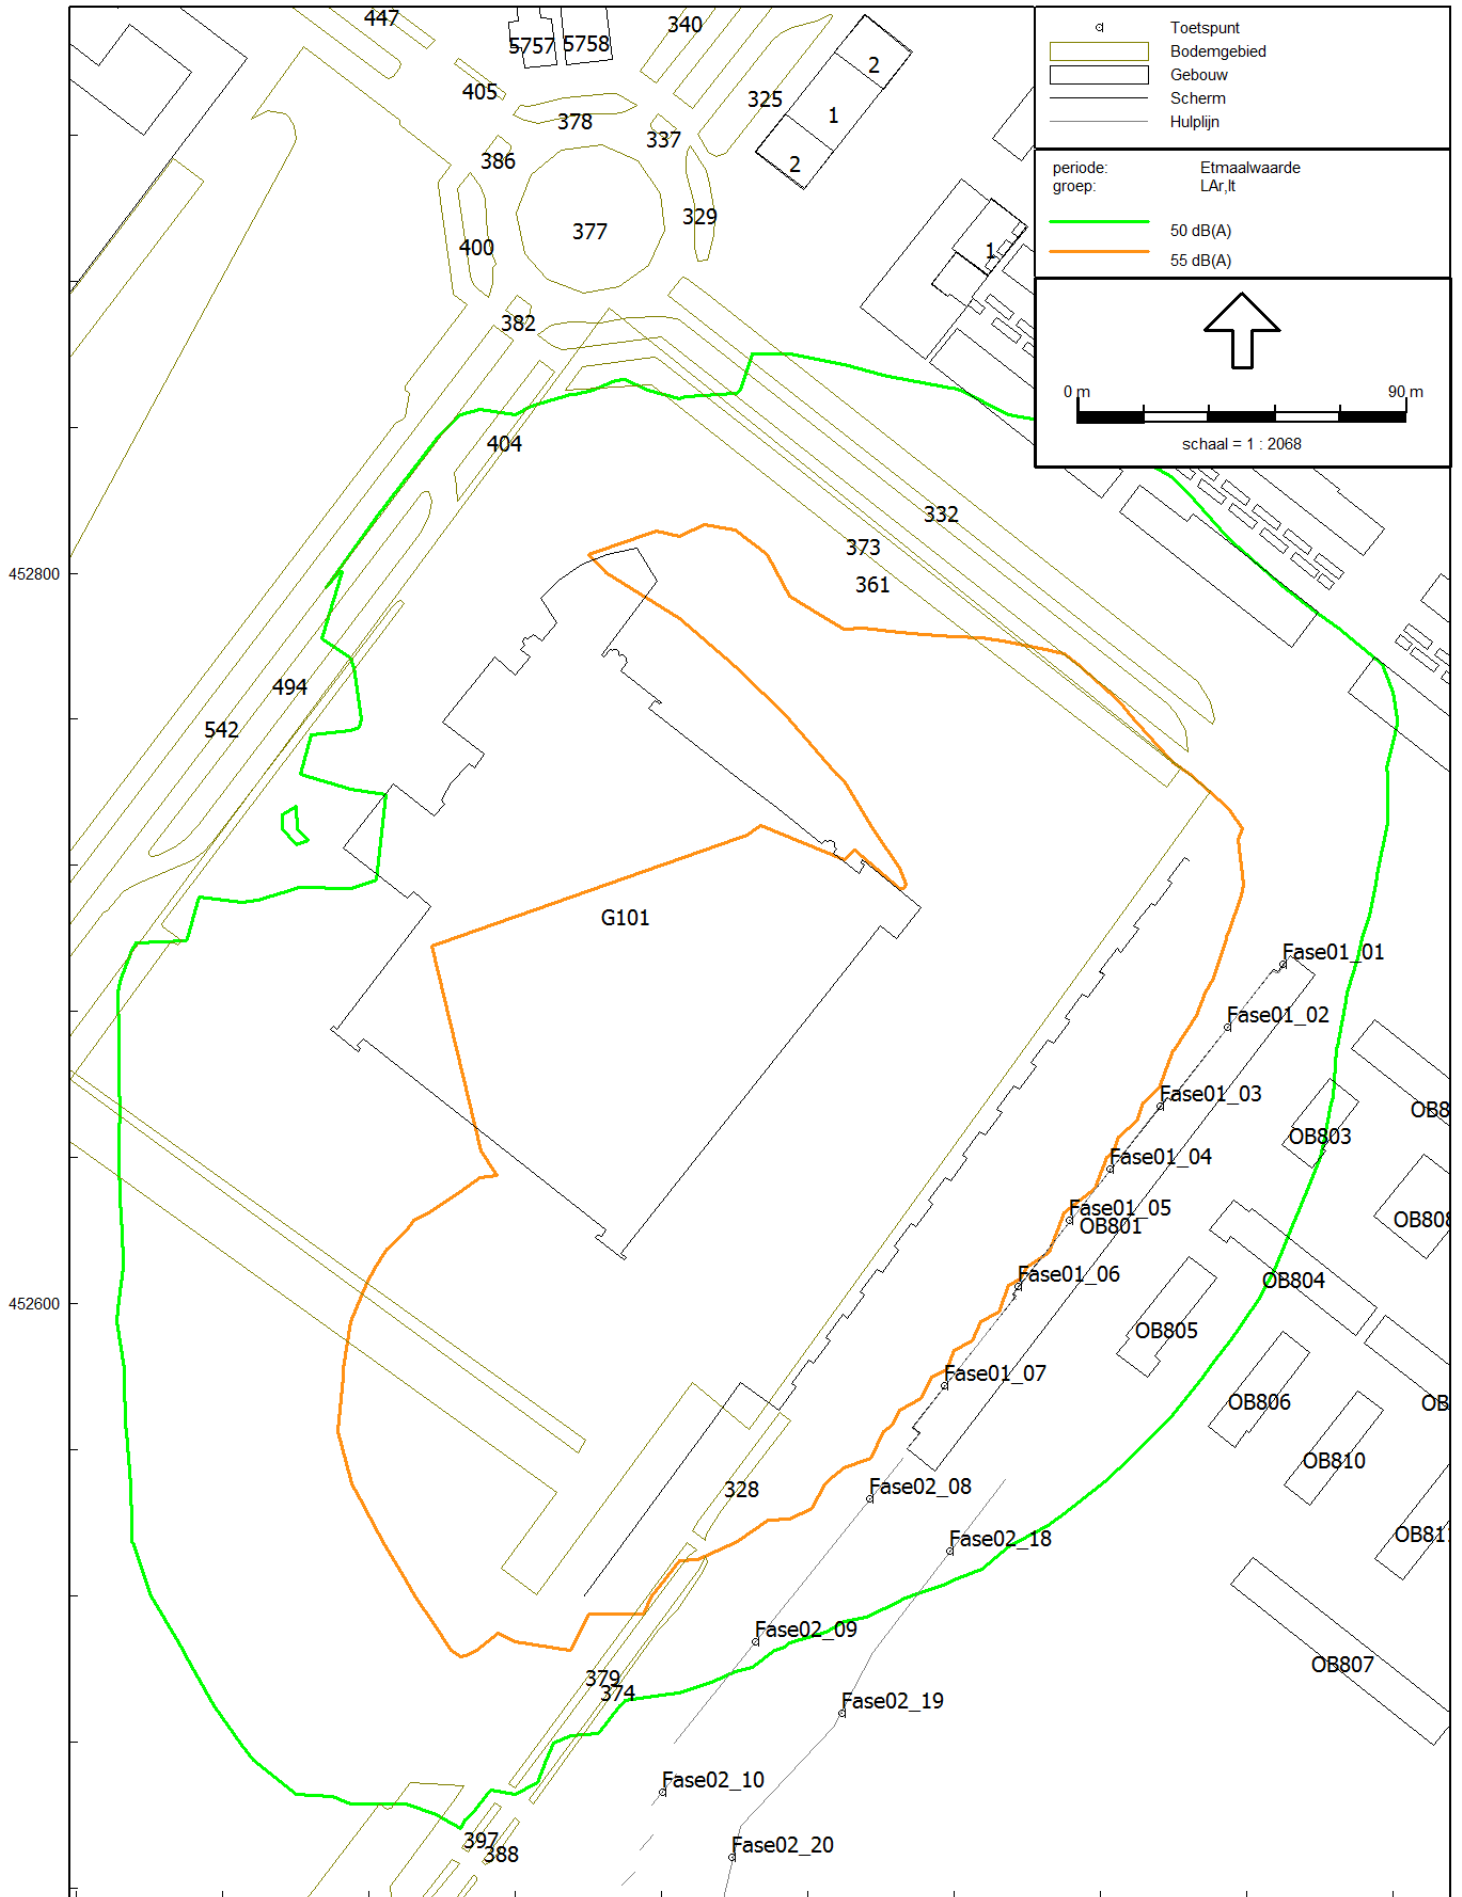 447
340
5757
5758
Toetspunt
Bodemgebied
Gebouw
Scherm
Hulplijn
2
405
325
1
378
337
386
2
periode: Etmaalwaarde
groep: LAr,lt
329
377
400
1
50 dB(A)
55 dB(A)
382
0 m 90 m
404
schaal = 1 : 2068
332
373
361
452800
494
542
G101
Fase01_01
Fase01_02
Fase01_03
OB8
OB803
Fase01_04
Fase01_05
OB801
OB808
Fase01_06
OB804
452600
OB805
Fase01_07
OB806
OB
OB810
328
Fase02_08
OB811
Fase02_18
Fase02_09
OB807
379
374
Fase02_19
Fase02_10
397
388
Fase02_20